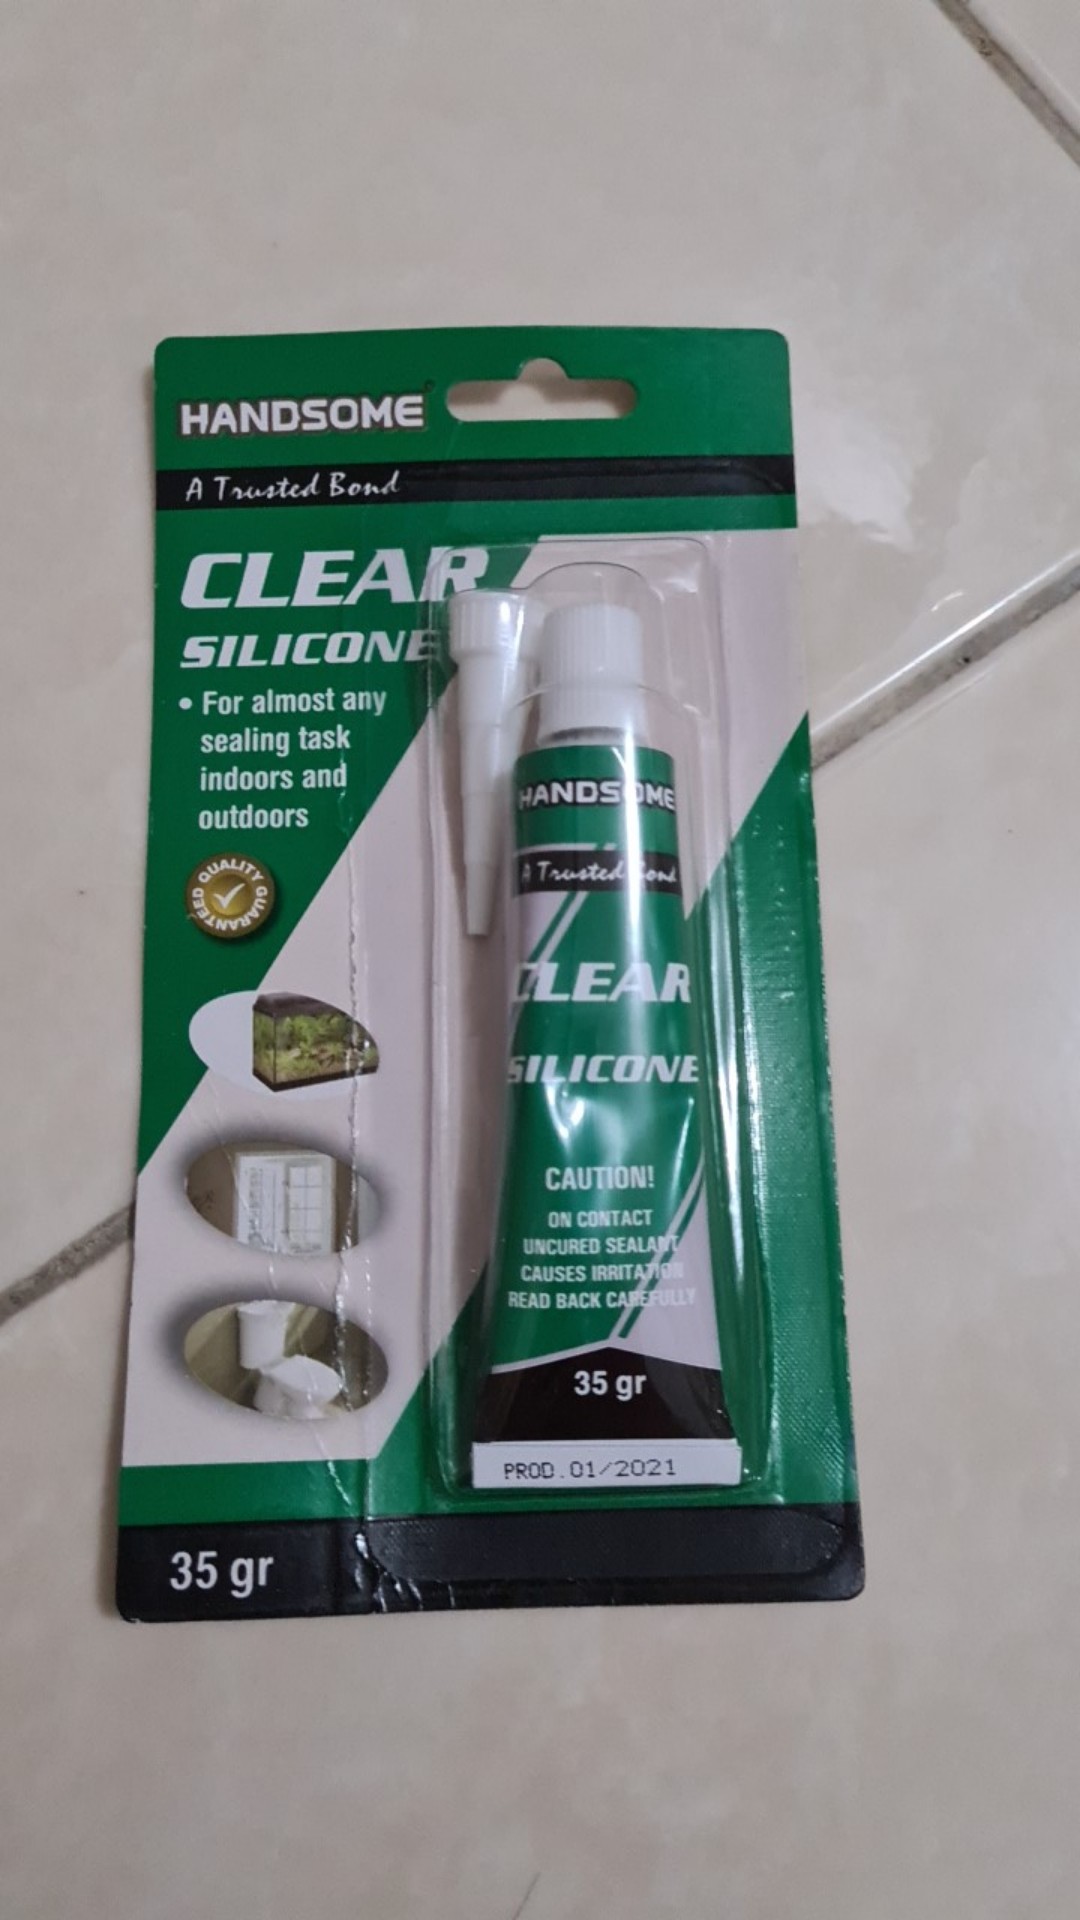 HANDSOME
A Trusted Bond
CLEAR
SILICONE
• For almost any
sealing task
indoors and
outdoors
QUALITY
GUARANTEED
35 gr
HANDSOME
A Trusted Bond
CLEAR
SILICONE
CAUTION!
ON CONTACT
UNCURED SEALANT
CAUSES IRRITATION
READ BACK CAREFULLY
35 gr
PROD.01/2021